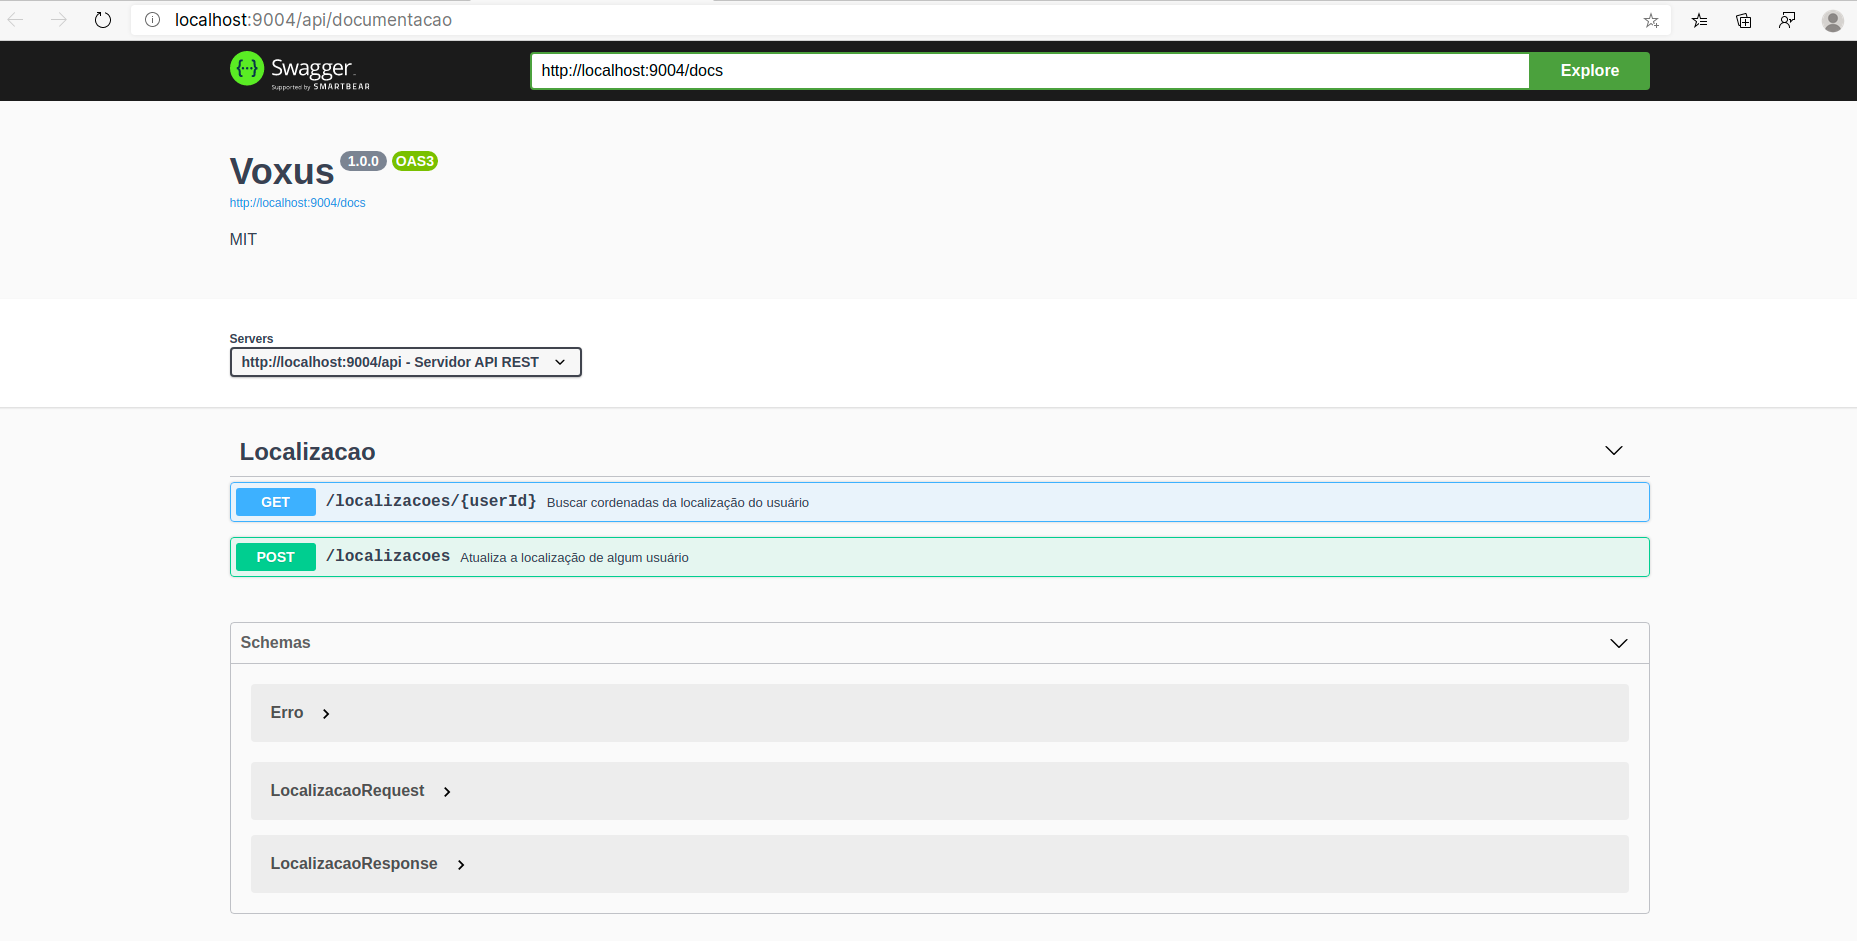 localhost:9004/api/documentacao
Swagger
Supported by SMARTBEAR
http://localhost:9004/docs
Explore
Voxus 1.0.0 OAS3
http://localhost:9004/docs
MIT
Servers
http://localhost:9004/api - Servidor API REST
Localizacao
GET /localizacoes/{userId} Buscar cordenadas da localização do usuário
POST /localizacoes Atualiza a localização de algum usuário
Schemas
Erro
LocalizacaoRequest
LocalizacaoResponse